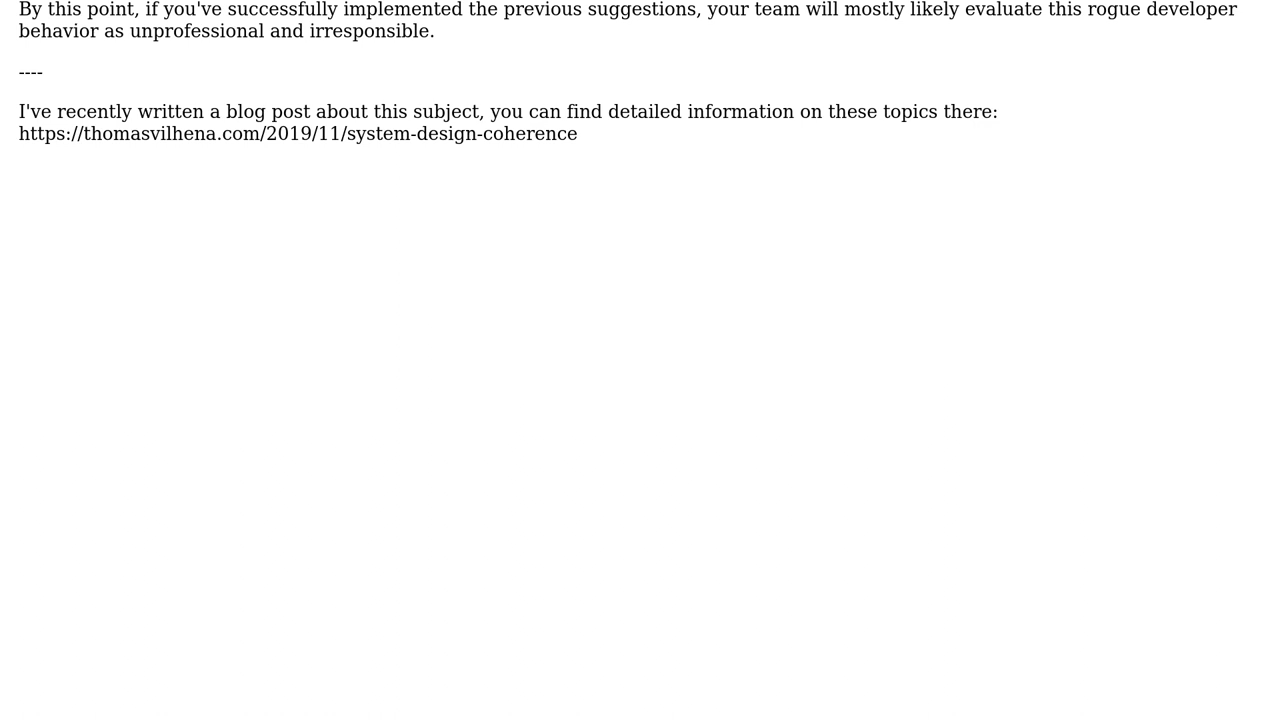 By this point, if you've successfully implemented the previous suggestions, your team will mostly likely evaluate this rogue developer
behavior as unprofessional and irresponsible.
----
I've recently written a blog post about this subject, you can find detailed information on these topics there:
https://thomasvilhena.com/2019/11/system-design-coherence